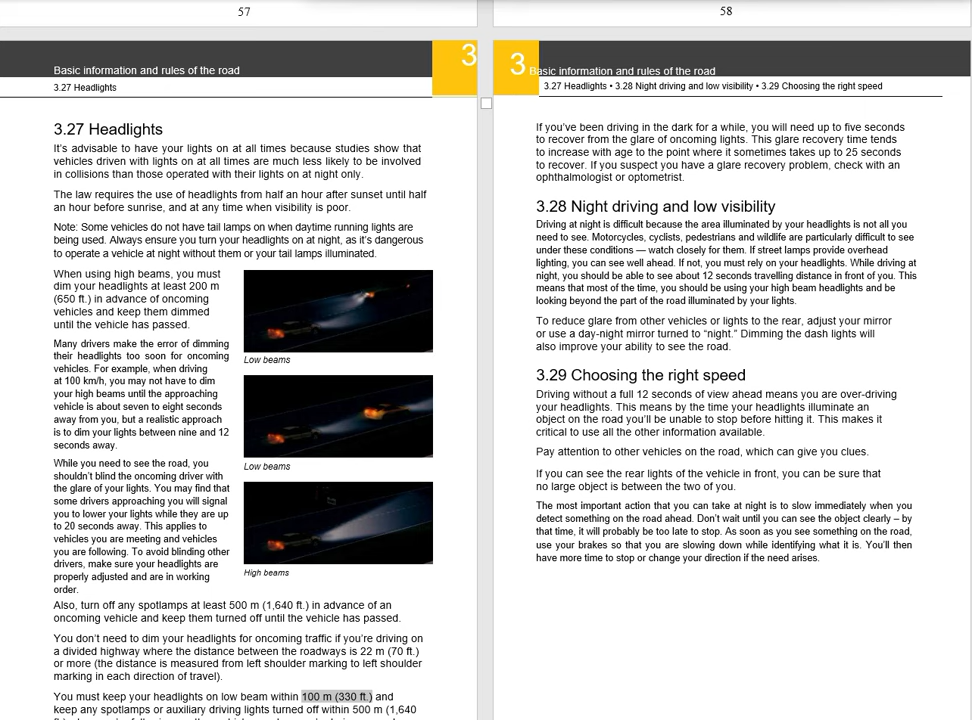 57
3
Basic information and rules of the road
3.27 Headlights
3.27 Headlights
It's advisable to have your lights on at all times because studies show that
vehicles driven with lights on at all times are much less likely to be involved
in collisions than those operated with their lights on at night only.
The law requires the use of headlights from half an hour after sunset until half
an hour before sunrise, and at any time when visibility is poor.
Note: Some vehicles do not have tail lamps on when daytime running lights are
being used. Always ensure you turn your headlights on at night, as it's dangerous
to operate a vehicle at night without them or your tail lamps illuminated.
When using high beams, you must
dim your headlights at least 200 m
(650 ft.) in advance of oncoming
vehicles and keep them dimmed
until the vehicle has passed.
Many drivers make the error of dimming
their headlights too soon for oncoming
vehicles. For example, when driving
at 100 km/h, you may not have to dim
your high beams until the approaching
vehicle is about seven to eight seconds
away from you, but a realistic approach
is to dim your lights between nine and 12
seconds away.
While you need to see the road, you
shouldn't blind the oncoming driver with
the glare of your lights. You may find that
some drivers approaching you will signal
you to lower your lights while they are up
to 20 seconds away. This applies to
vehicles you are meeting and vehicles
you are following. To avoid blinding other
drivers, make sure your headlights are
properly adjusted and are in working
order.
Low beams
Low beams
High beams
Also, turn off any spotlamps at least 500 m (1,640 ft.) in advance of an
oncoming vehicle and keep them turned off until the vehicle has passed.
You don't need to dim your headlights for oncoming traffic if you're driving on
a divided highway where the distance between the roadways is 22 m (70 ft.)
or more (the distance is measured from left shoulder marking to left shoulder
marking in each direction of travel).
You must keep your headlights on low beam within 100 m (330 ft.) and
keep any spotlamps or auxiliary driving lights turned off within 500 m (1,640
58
3
Basic information and rules of the road
3.27 Headlights • 3.28 Night driving and low visibility • 3.29 Choosing the right speed
If you've been driving in the dark for a while, you will need up to five seconds
to recover from the glare of oncoming lights. This glare recovery time tends
to increase with age to the point where it sometimes takes up to 25 seconds
to recover. If you suspect you have a glare recovery problem, check with an
ophthalmologist or optometrist.
3.28 Night driving and low visibility
Driving at night is difficult because the area illuminated by your headlights is not all you
need to see. Motorcycles, cyclists, pedestrians and wildlife are particularly difficult to see
under these conditions — watch closely for them. If street lamps provide overhead
lighting, you can see well ahead. If not, you must rely on your headlights. While driving at
night, you should be able to see about 12 seconds travelling distance in front of you. This
means that most of the time, you should be using your high beam headlights and be
looking beyond the part of the road illuminated by your lights.
To reduce glare from other vehicles or lights to the rear, adjust your mirror
or use a day-night mirror turned to “night.” Dimming the dash lights will
also improve your ability to see the road.
3.29 Choosing the right speed
Driving without a full 12 seconds of view ahead means you are over-driving
your headlights. This means by the time your headlights illuminate an
object on the road you'll be unable to stop before hitting it. This makes it
critical to use all the other information available.
Pay attention to other vehicles on the road, which can give you clues.
If you can see the rear lights of the vehicle in front, you can be sure that
no large object is between the two of you.
The most important action that you can take at night is to slow immediately when you
detect something on the road ahead. Don't wait until you can see the object clearly – by
that time, it will probably be too late to stop. As soon as you see something on the road,
use your brakes so that you are slowing down while identifying what it is. You'll then
have more time to stop or change your direction if the need arises.